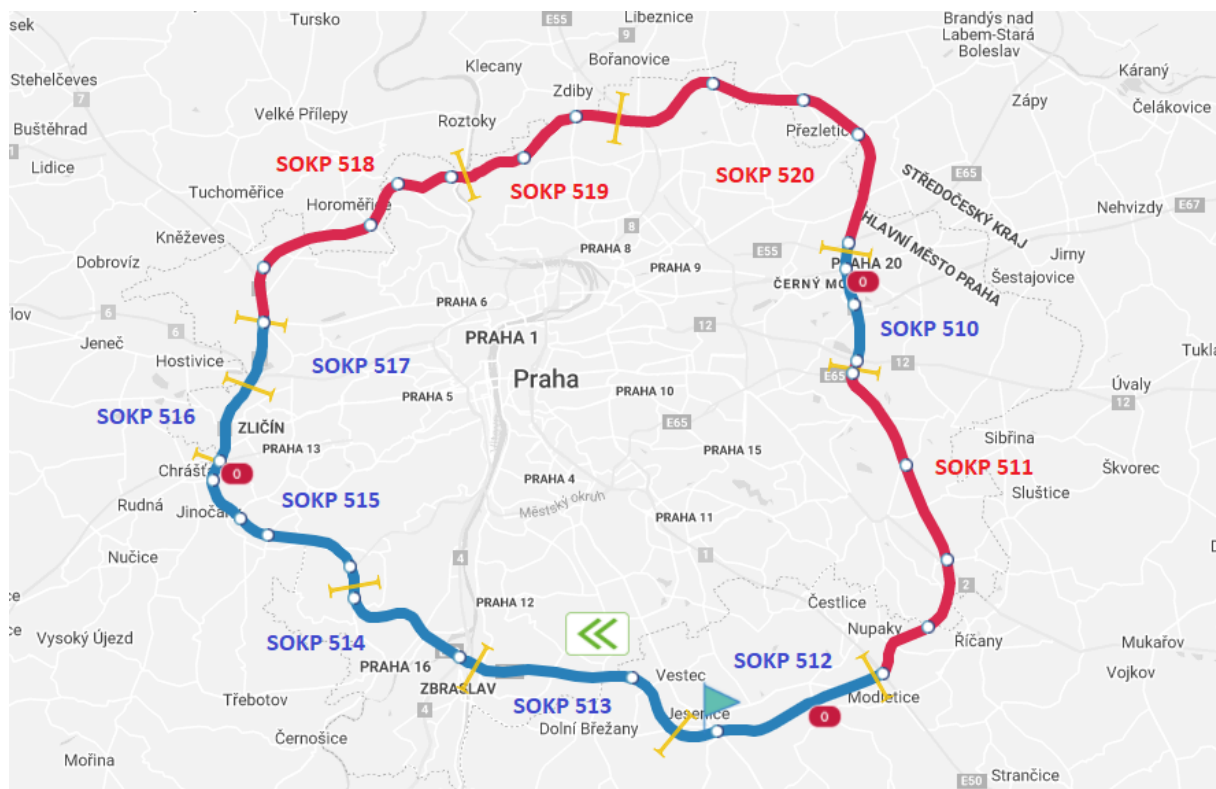 sek
Tursko
E55
Líbeznice
9
Brandýs nad
Labem-Stará
Boleslav
Stehelčeves
7
Klecany
Bořanovice
Káraný
Buštěhrad
Velké Přílepy
Zdiby
Zápy
Čelákovice
Roztoky
Lidice
SOKP 518
Přezletic
SOKP 519
SOKP 520
E65
STŘEDOČESKÝ KRAJ
Tuchoměřice
Horoměřice
Nehvizdy
E67
Kněževes
PRAHA 8
8
HLAVNÍ MĚSTO PRAHA
Dobrovíz
PRAHA 9
E55
PRAHA 20
Jirny
ČERNÝ MO
0
Šestajovice
lov
6
PRAHA 6
Jeneč
6
PRAHA 1
12
SOKP 510
Hostivice
SOKP 517
E65
12
Tukla
Praha
PRAHA 5
PRAHA 10
Úvaly
12
SOKP 516
ZLIČÍN
E65
PRAHA 13
PRAHA 15
Sibřina
Chrášť
0
PRAHA 4
SOKP 511
Škvorec
Rudná
Jinočan
SOKP 515
Městský okruh
PRAHA 11
Sluštice
Nučice
4
1
2
PRAHA 12
Čestlice
Vysoký Újezd
SOKP 514
Nupaky
Říčany
Mukařov
PRAHA 16
SOKP 512
Vojkov
ZBRASLAV
Vestec
Třebotov
4
SOKP 513
Jesenice
Modletice
0
Dolní Břežany
Černošice
Mořina
E50
Strančice